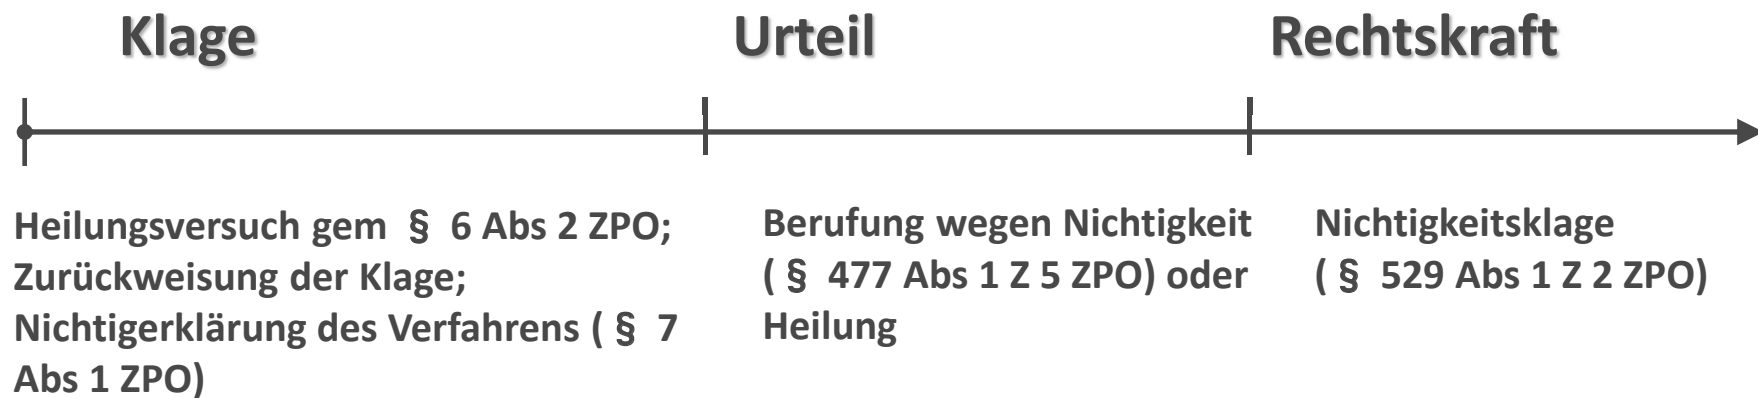 Klage
Urteil
Rechtskraft
Heilungsversuch gem § 6 Abs 2 ZPO;
Zurückweisung der Klage;
Nichtigerklärung des Verfahrens ( § 7
Abs 1 ZPO)
Berufung wegen Nichtigkeit
( § 477 Abs 1 Z 5 ZPO) oder
Heilung
Nichtigkeitsklage
( § 529 Abs 1 Z 2 ZPO)